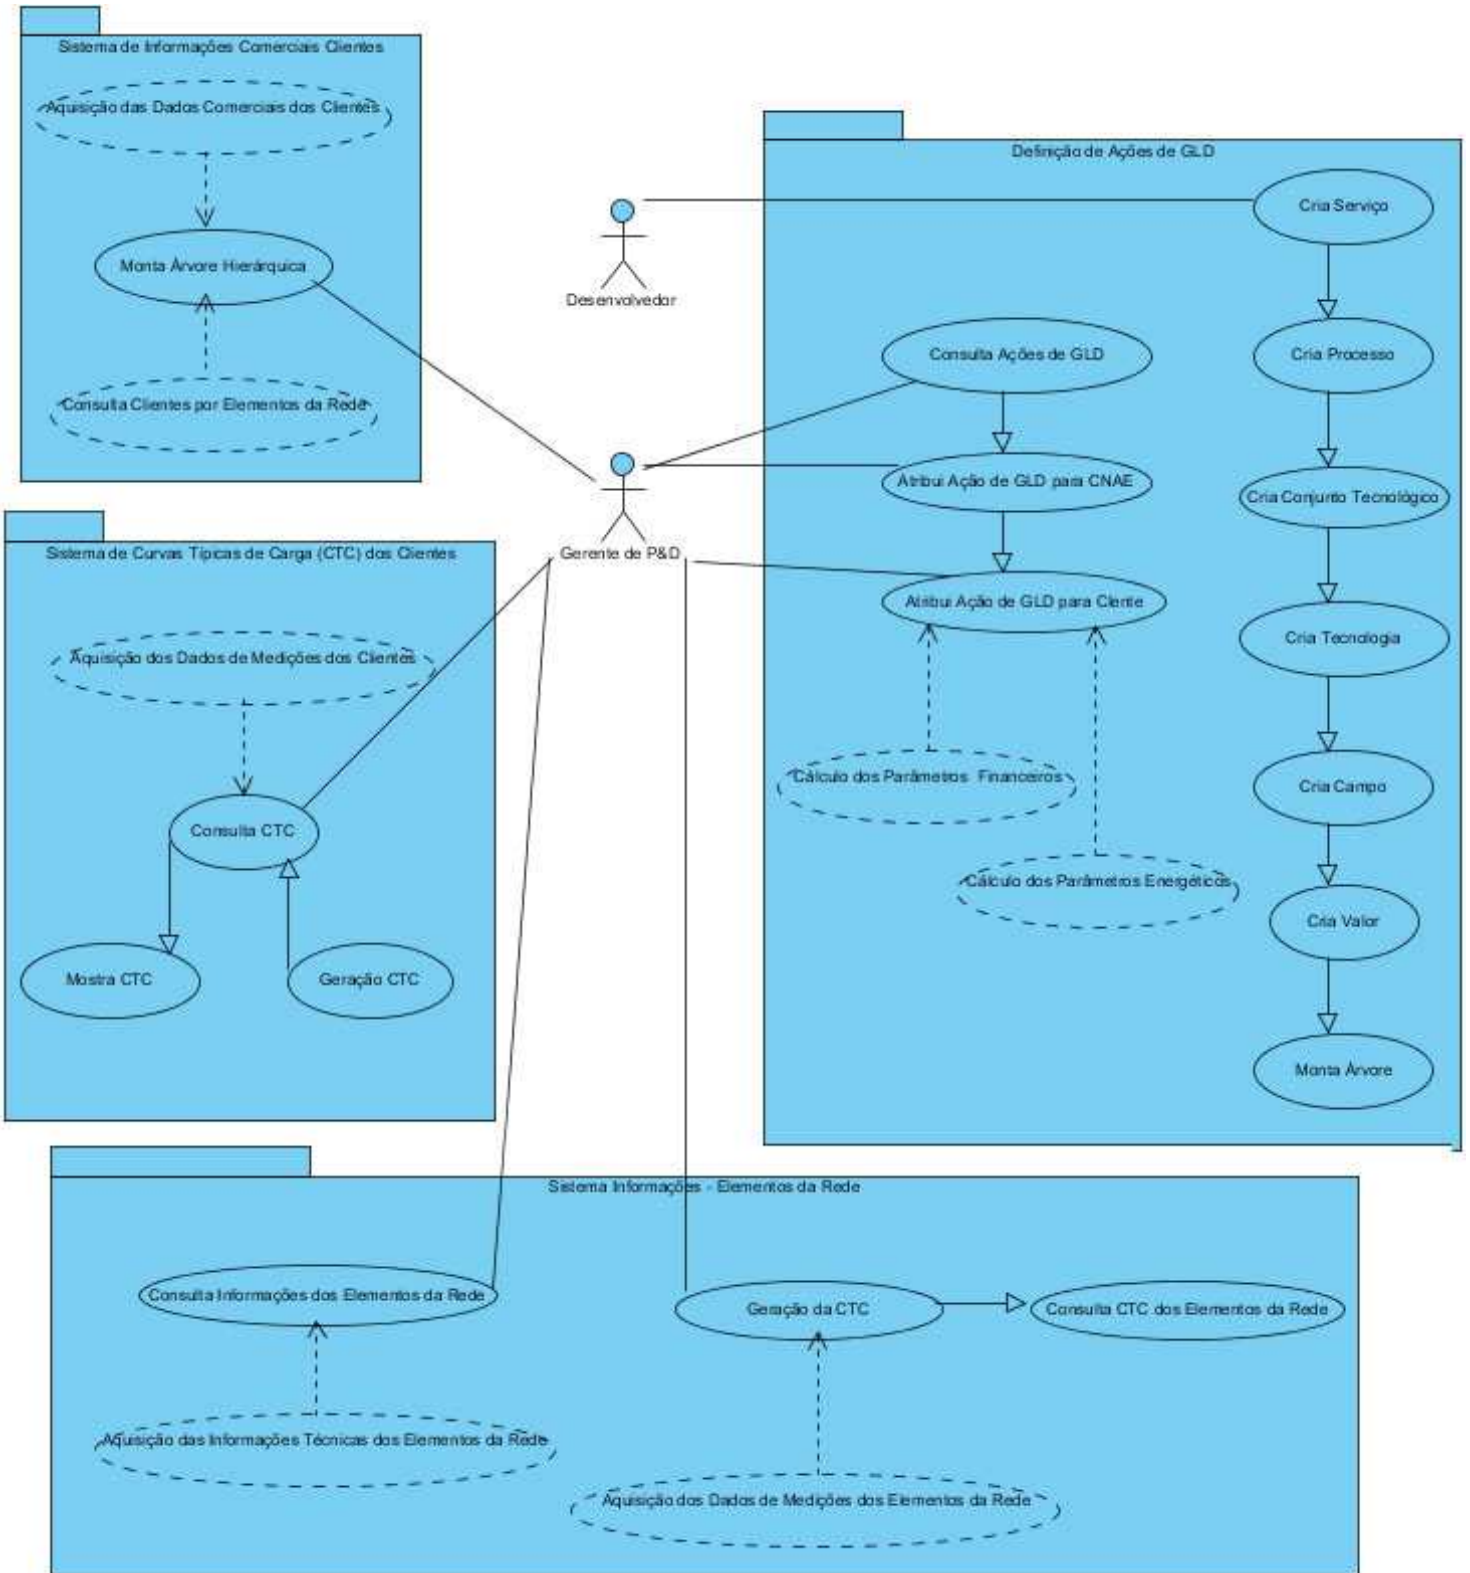 Sistema de Informações Comerciais Clientes
Aquisição das Dados Comerciais dos Clientes
Monta Árvore Hierárquica
Consulta Clientes por Elementos da Rede
Desenvolvedor
Gerente de P&D
Definição de Ações de GLD
Cria Serviço
Consulta Ações de GLD
Cria Processo
Atribui Ação de GLD para CNAE
Cria Conjunto Tecnológico
Atribui Ação de GLD para Cliente
Cria Tecnologia
Cálculo dos Parâmetros Financeiros
Cria Campo
Cálculo dos Parâmetros Energéticos
Cria Valor
Monta Árvore
Sistema de Curvas Típicas de Carga (CTC) dos Clientes
Aquisição dos Dados de Medições dos Clientes
Consulta CTC
Mostra CTC
Geração CTC
Sistema Informações - Elementos da Rede
Consulta Informações dos Elementos da Rede
Geração da CTC
Consulta CTC dos Elementos da Rede
Aquisição das Informações Técnicas dos Elementos da Rede
Aquisição dos Dados de Medições dos Elementos da Rede